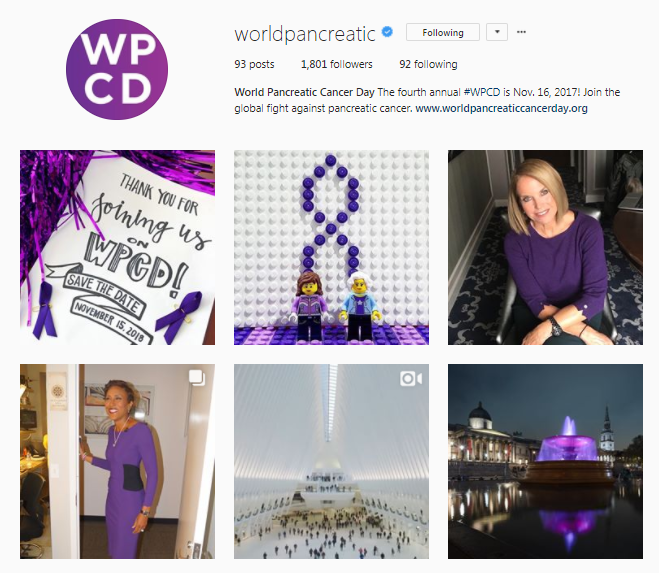 WP
CD
worldpancreatic
Following
93 posts 1,801 followers 92 following
World Pancreatic Cancer Day The fourth annual #WPCD is Nov. 16, 2017! Join the
global fight against pancreatic cancer. www.worldpancreaticcancerday.org
THANK YOU FOR
Joining us
ON
WPCD!
SAVE THE DATE
NOVEMBER 15, 2018